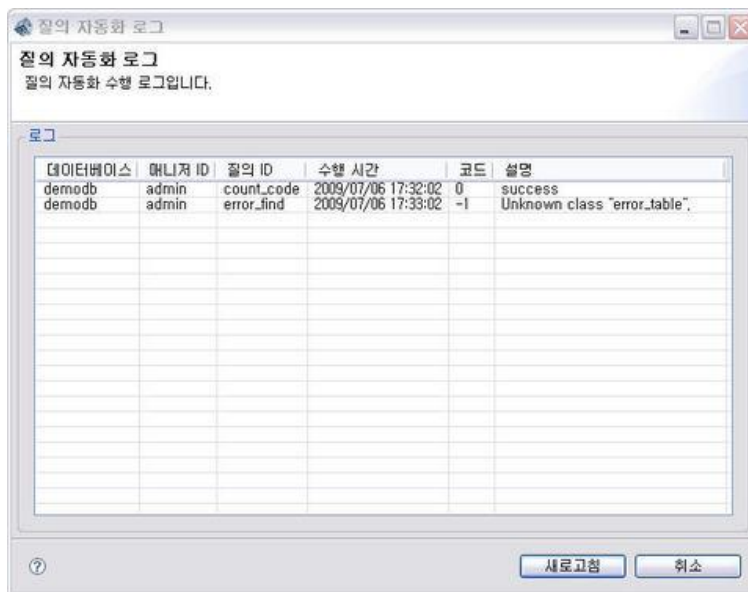 질의 자동화 로그
질의 자동화 로그
질의 자동화 수행 로그입니다.
로그
데이터베이스 매니저 ID 질의 ID 수행 시간 코드 설명
demodb admin count_code 2009/07/06 17:32:02 0 success
demodb admin error_find 2009/07/06 17:33:02 -1 Unknown class "error_table".
새로고침 취소